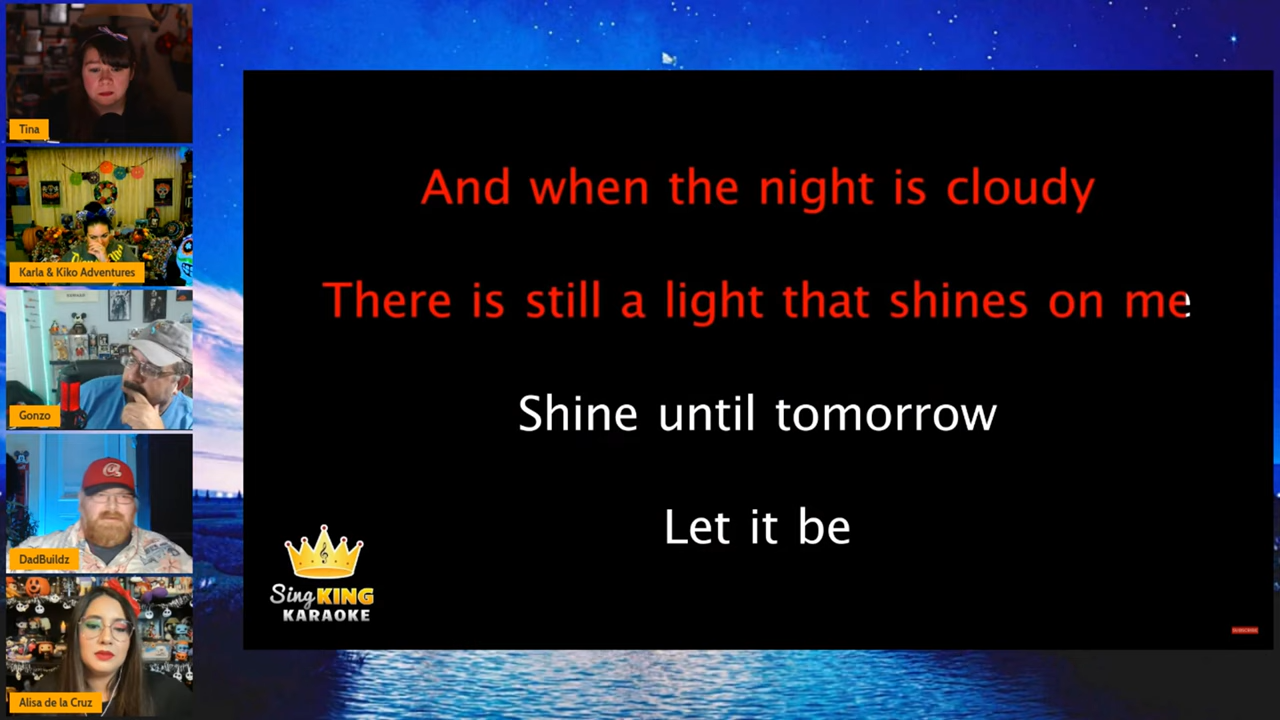 Tina
Karla & Kiko Adventures
Gonzo
DadBuildz
Alisa de la Cruz
And when the night is cloudy
There is still a light that shines on me
Shine until tomorrow
Let it be
Sing KING
KARAOKE
SUBSCRIBE